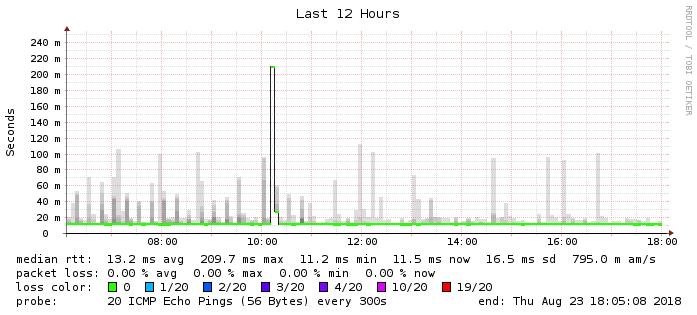 Last 12 Hours
RRDTOOL / TOBI OETIKER
Seconds
240 m
220 m
200 m
180 m
160 m
140 m
120 m
100 m
80 m
60 m
40 m
20 m
0
08:00 10:00 12:00 14:00 16:00 18:00
median rtt: 13.2 ms avg 209.7 ms max 11.2 ms min 11.5 ms now 16.5 ms sd 795.0 m am/s
packet loss: 0.00 % avg 0.00 % max 0.00 % min 0.00 % now
loss color: 0 1/20 2/20 3/20 4/20 10/20 19/20
probe: 20 ICMP Echo Pings (56 Bytes) every 300s end: Thu Aug 23 18:05:08 2018